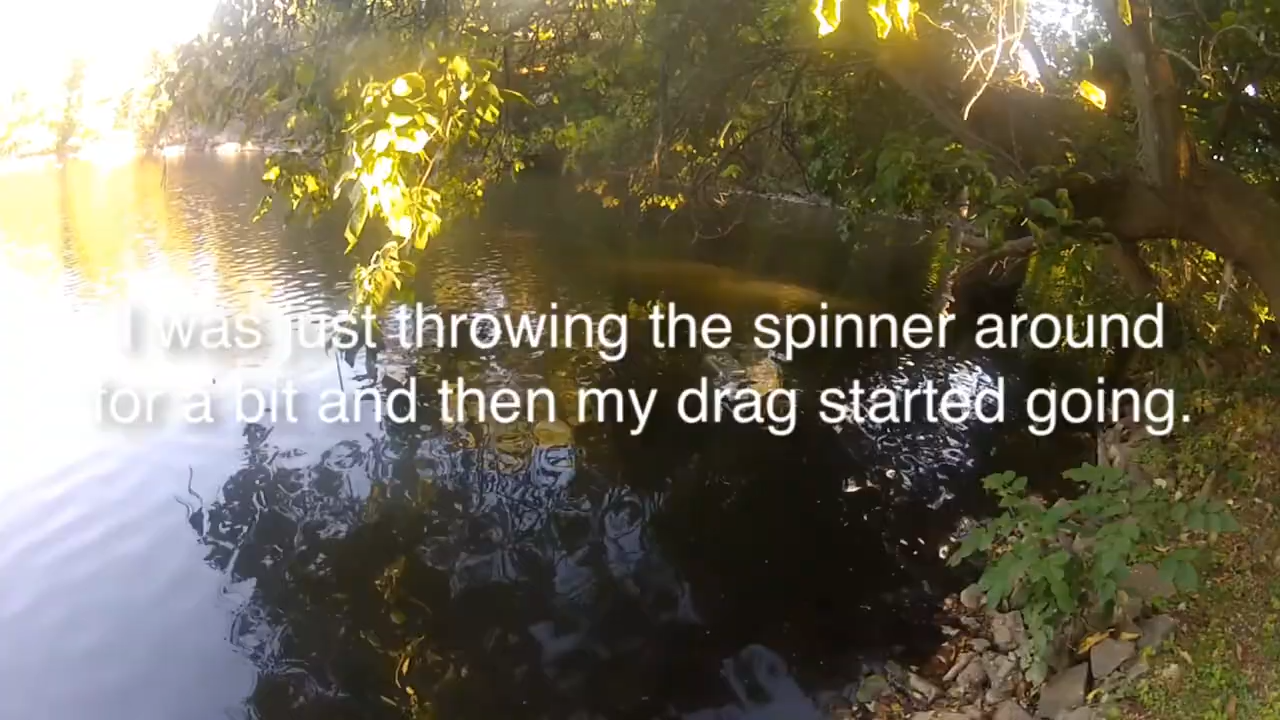 I was just throwing the spinner around
for a bit and then my drag started going.